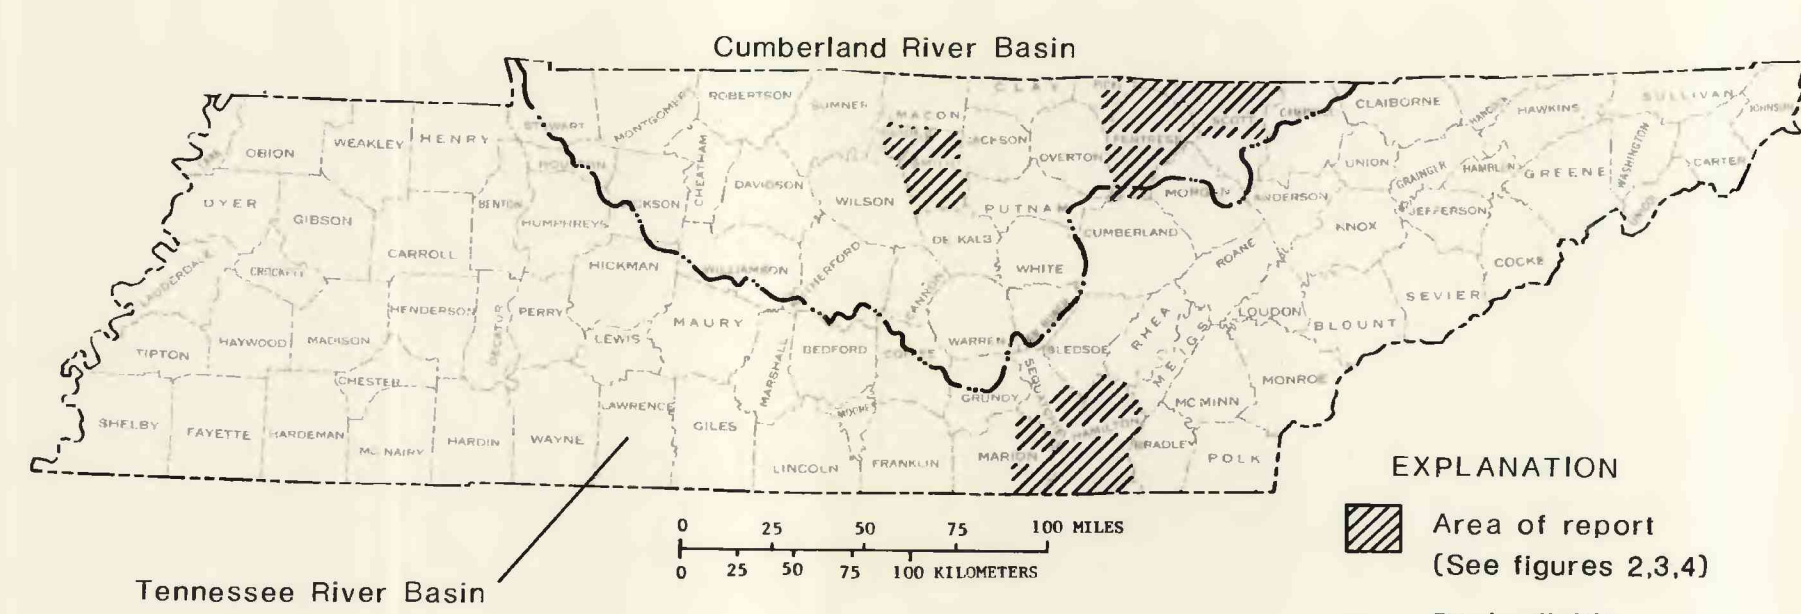 Cumberland River Basin
CLAY
ROBERTSON
SUMNER
MONTGOMERY
MACON
STEWART
SCOTT
CLAIBORNE
HANCOCK
HAWKINS
SULLIVAN
JOHNSON
OBION
WEAKLEY
HENRY
CHEATHAM
OVERTON
FENTRESS
UNION
GRAINGER
HAMBLEN
GREENE
WASHINGTON
CARTER
DAVIDSON
WILSON
PUTNAM
MORGAN
ANDERSON
DYER
GIBSON
BENTON
HUMPHREYS
KNOX
JEFFERSON
CARROLL
HICKMAN
WILLIAMSON
DE KALB
WHITE
CUMBERLAND
ROANE
COCKE
SEVIER
LAUDERDALE
CROCKETT
HENDERSON
DECATUR
PERRY
MAURY
CANNON
RHEA
MEIGS
LOUDON
BLOUNT
TIPTON
HAYWOOD
MADISON
LEWIS
MARSHALL
BEDFORD
COFFEE
WARREN
BLEDSOE
MONROE
CHESTER
LAWRENCE
GILES
MOORE
GRUNDY
MC MINN
SHELBY
FAYETTE
HARDEMAN
MC NAIRY
HARDIN
WAYNE
LINCOLN
FRANKLIN
MARION
HAMILTON
BRADLEY
POLK
EXPLANATION
Area of report
(See figures 2,3,4)
0 25 50 75 100 MILES
0 25 50 75 100 KILOMETERS
Tennessee River Basin